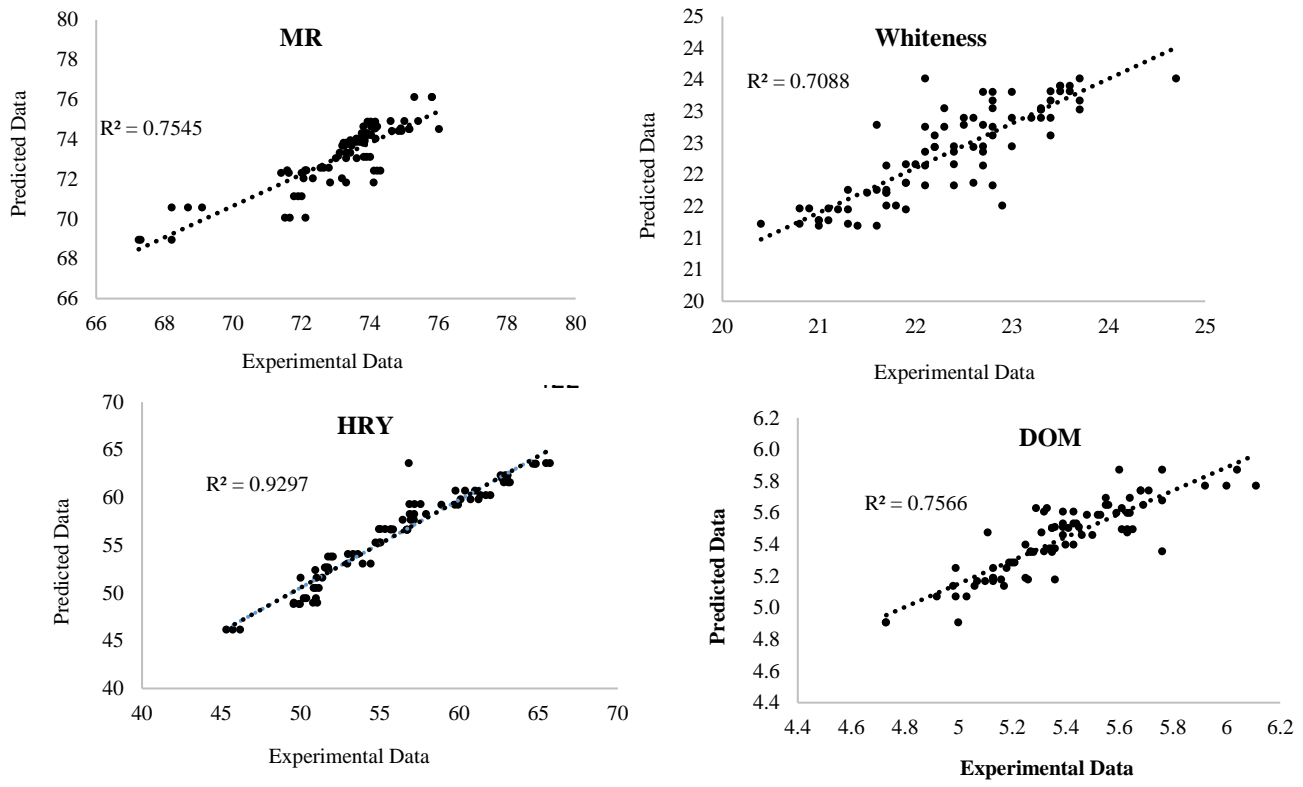 MR
R² = 0.7545
Predicted Data
80
78
76
74
72
70
68
66
66 68 70 72 74 76 78 80
Experimental Data
Whiteness
R² = 0.7088
Predicted Data
25
24
24
23
23
22
22
21
21
20
20 21 22 23 24 25
Experimental Data
HRY
R² = 0.9297
Predicted Data
70
65
60
55
50
45
40
40 45 50 55 60 65 70
Experimental Data
DOM
R² = 0.7566
Predicted Data
6.2
6.0
5.8
5.6
5.4
5.2
5.0
4.8
4.6
4.4
4.4 4.6 4.8 5 5.2 5.4 5.6 5.8 6 6.2
Experimental Data